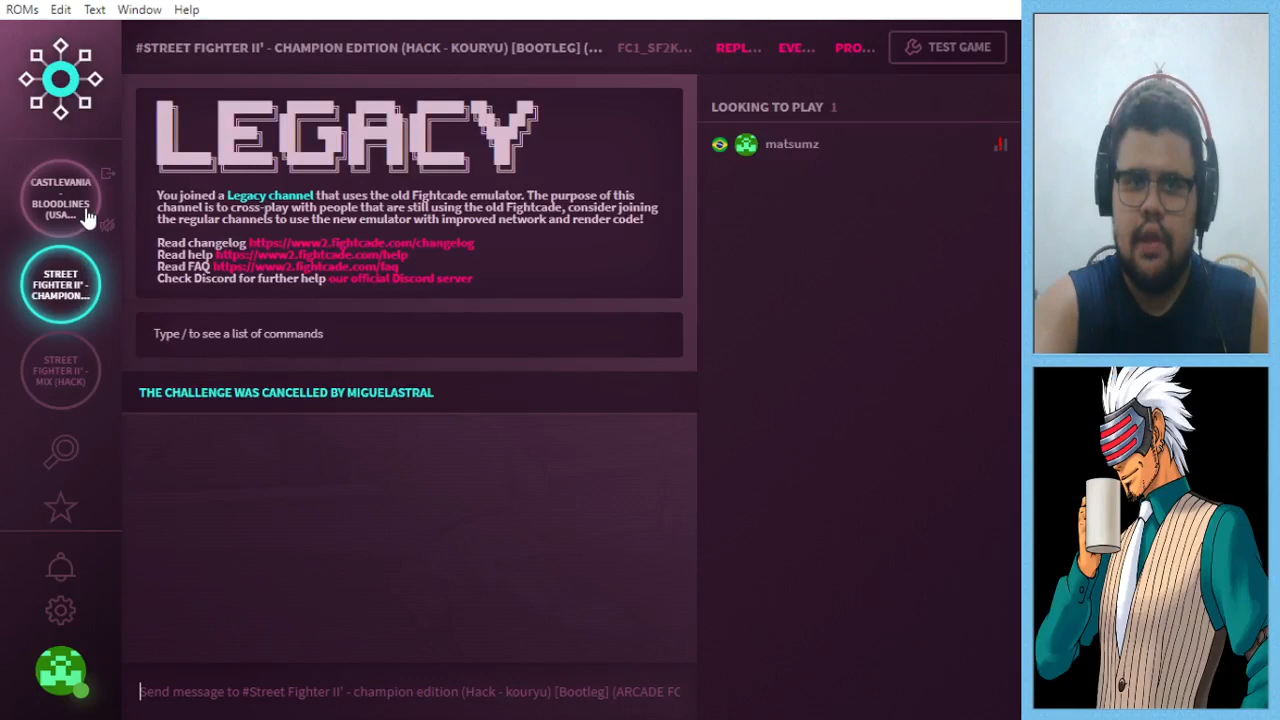 ROMs Edit Text Window Help
#STREET FIGHTER II' - CHAMPION EDITION (HACK - KOURYU) [BOOTLEG] (... FC1_SF2K... REPL... EVE... PRO... TEST GAME
LEGACY
You joined a Legacy channel that uses the old Fightcade emulator. The purpose of this
channel is to cross-play with people that are still using the old Fightcade, consider joining
the regular channels to use the new emulator with improved network and render code!
Read changelog https://www2.fightcade.com/changelog
Read help https://www2.fightcade.com/help
Read FAQ https://www2.fightcade.com/faq
Check Discord for further help our official Discord server
Type / to see a list of commands
THE CHALLENGE WAS CANCELLED BY MIGUELASTRAL
Send message to #Street Fighter II' - champion edition (Hack - kouryu) [Bootleg] (ARCADE FC
LOOKING TO PLAY 1
matsumz
CASTLEVANIA
-
BLOODLINES
(USA...
STREET
FIGHTER II' -
CHAMPION...
STREET
FIGHTER II' -
MIX (HACK)